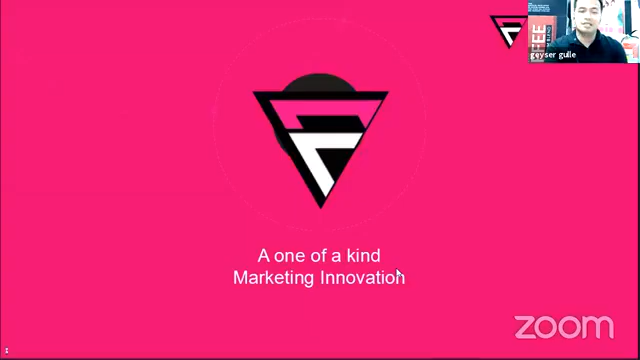 geyser gulle
A one of a kind
Marketing Innovation
zoom